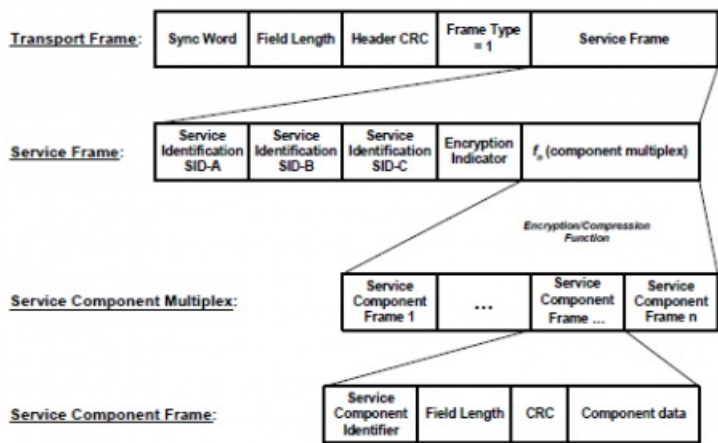 Transport Frame:
Sync Word
Field Length
Header CRC
Frame Type
= 1
Service Frame
Service Frame:
Service
Identification
SID-A
Service
Identification
SID-B
Service
Identification
SID-C
Encryption
Indicator
fn (component multiplex)
Encryption/Compression
Function
Service Component Multiplex:
Service
Component
Frame 1
...
Service
Component
Frame ...
Service
Component
Frame n
Service Component Frame:
Service
Component
Identifier
Field Length
CRC
Component data